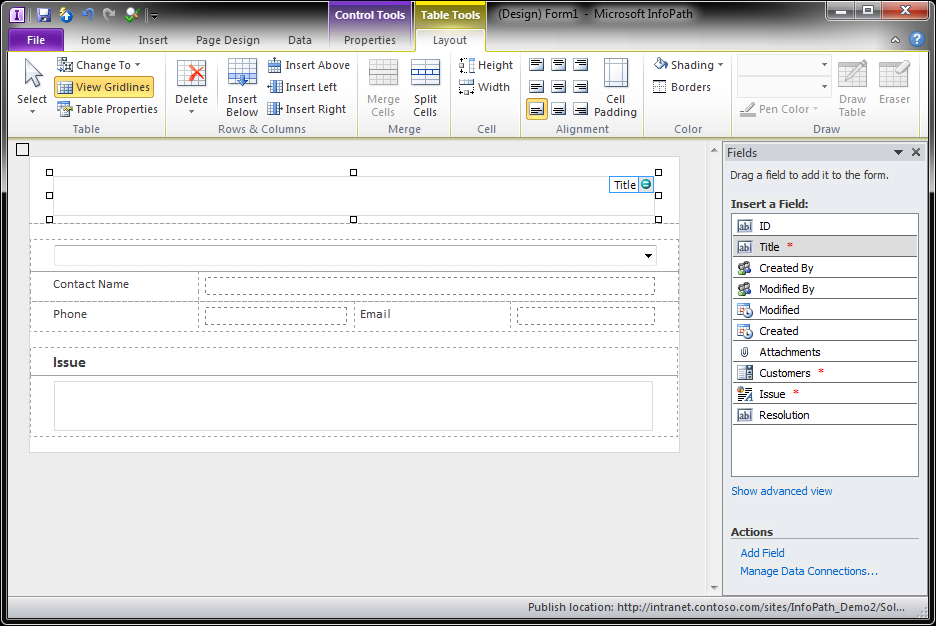 Control Tools
Table Tools
(Design) Form1 - Microsoft InfoPath
File
Home
Insert
Page Design
Data
Properties
Layout
Select
Change To
View Gridlines
Table Properties
Table
Delete
Insert
Below
Insert Above
Insert Left
Insert Right
Rows & Columns
Merge
Cells
Split
Cells
Merge
Height
Width
Cell
Cell
Padding
Alignment
Shading
Borders
Color
Pen Color
Draw
Table
Eraser
Draw
Title
Contact Name
Phone
Email
Issue
Fields
Drag a field to add it to the form.
Insert a Field:
ab| ID
ab| Title *
Created By
Modified By
Modified
Created
Attachments
Customers *
Issue *
ab| Resolution
Show advanced view
Actions
Add Field
Manage Data Connections...
Publish location: http://intranet.contoso.com/sites/InfoPath_Demo2/Sol...